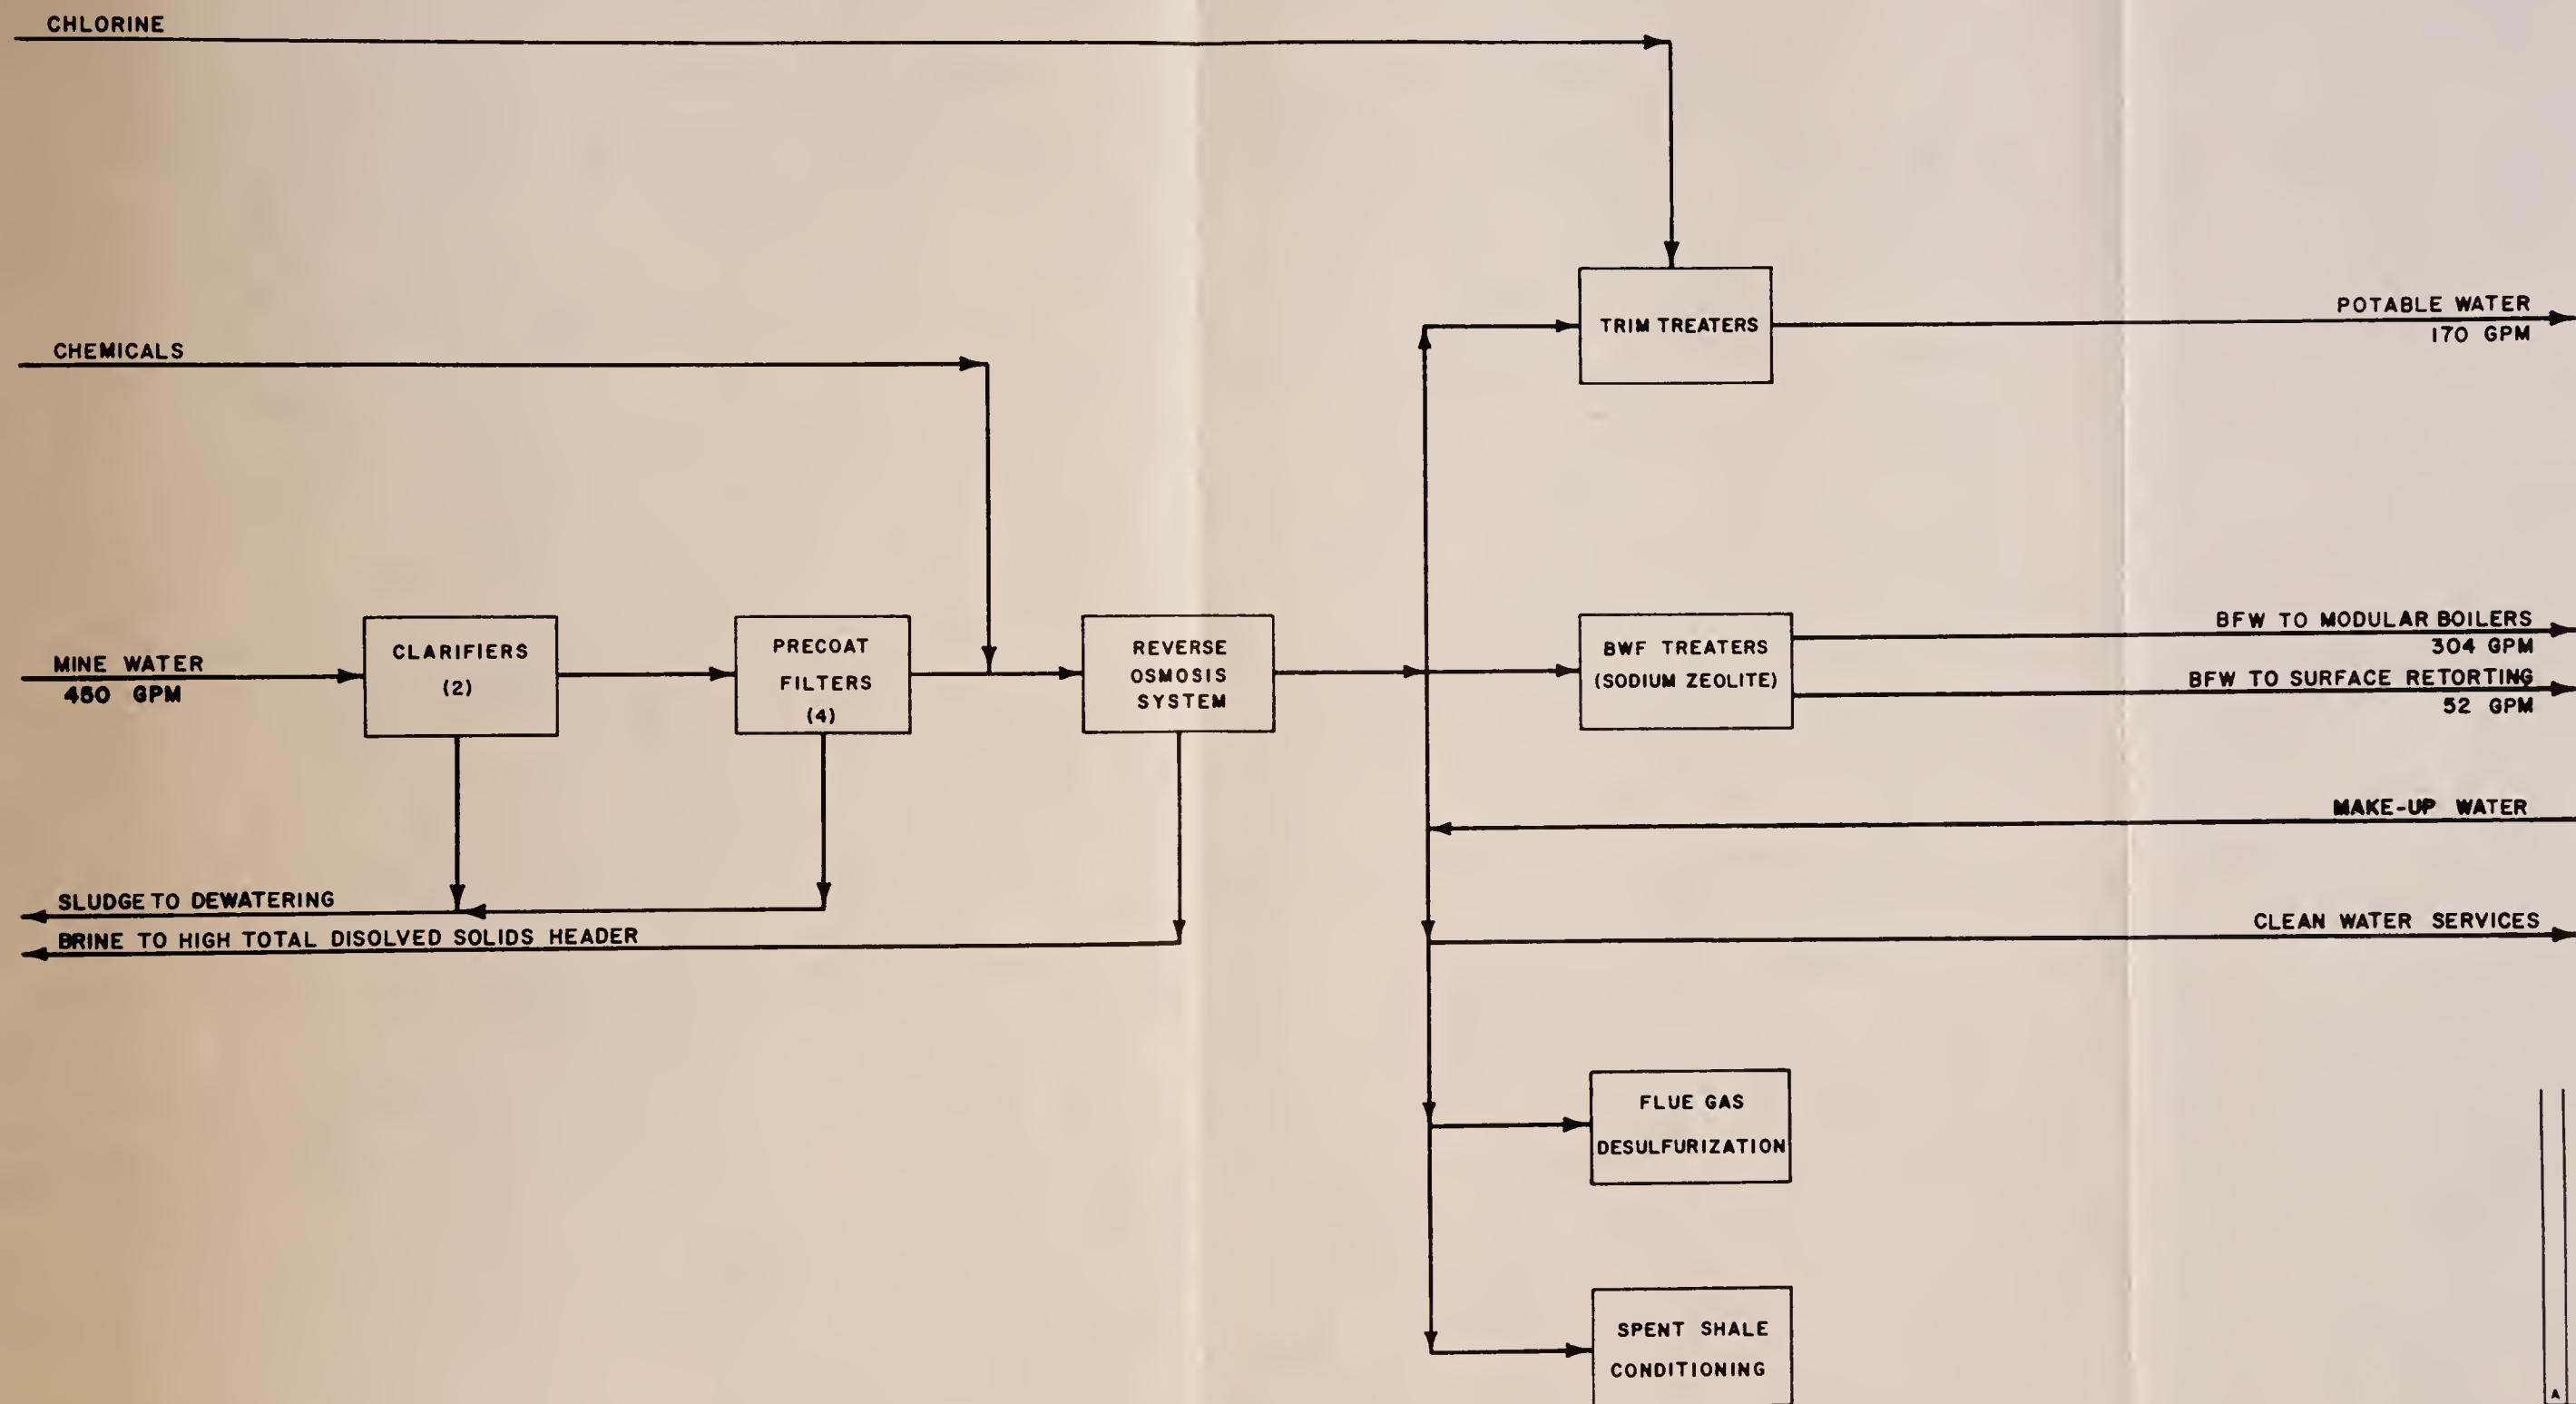 CHLORINE
CHEMICALS
TRIM TREATERS
POTABLE WATER
170 GPM
MINE WATER
450 GPM
CLARIFIERS
(2)
PRECOAT
FILTERS
(4)
REVERSE
OSMOSIS
SYSTEM
BWF TREATERS
(SODIUM ZEOLITE)
BFW TO MODULAR BOILERS
304 GPM
BFW TO SURFACE RETORTING
52 GPM
MAKE-UP WATER
SLUDGE TO DEWATERING
BRINE TO HIGH TOTAL DISOLVED SOLIDS HEADER
CLEAN WATER SERVICES
FLUE GAS
DESULFURIZATION
SPENT SHALE
CONDITIONING
A